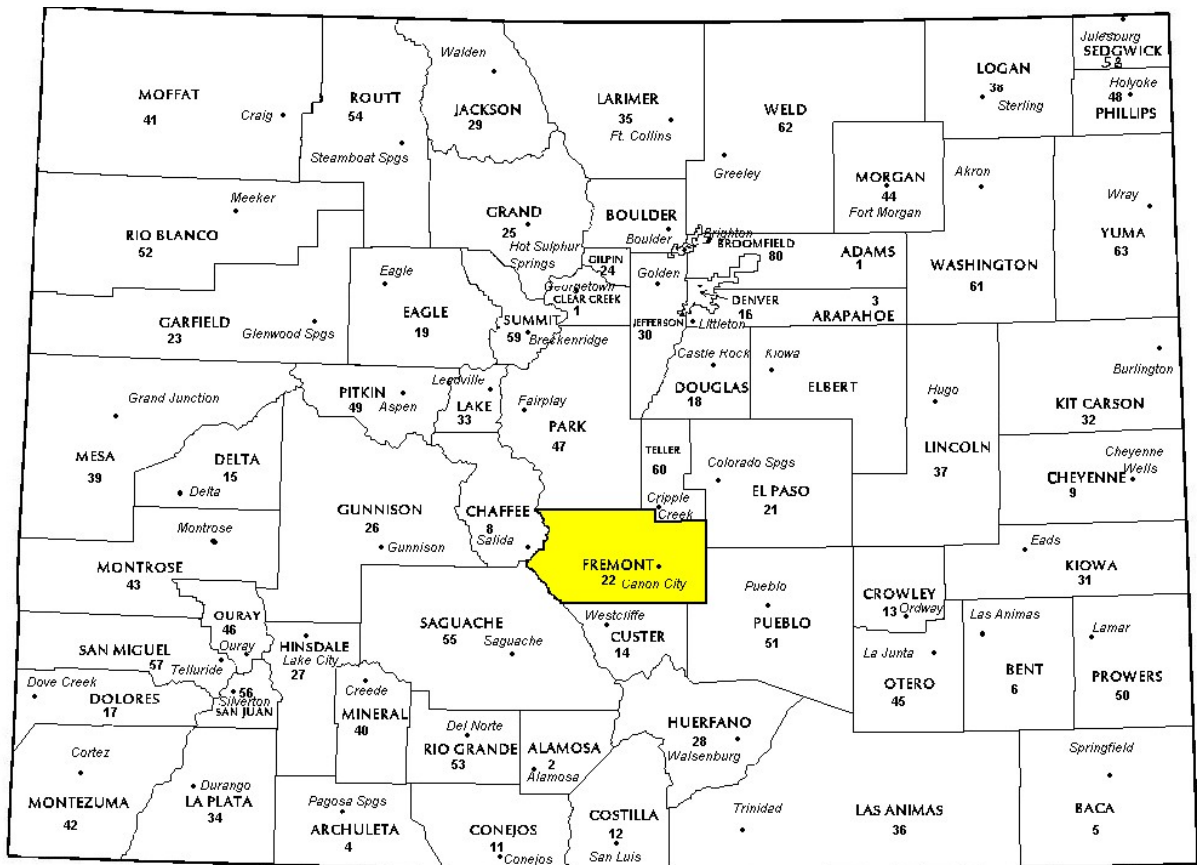 Walden
JACKSON
29
MOFFAT
41
Craig
ROUTT
54
Steamboat Spgs
LARIMER
35
Ft. Collins
WELD
62
Greeley
LOGAN
38
Sterling
Julesburg
SEDGWICK
58
Holyoke
48
PHILLIPS
MORGAN
44
Fort Morgan
Akron
WASHINGTON
61
Wray
YUMA
63
Meeker
RIO BLANCO
52
GRAND
25
Hot Sulphur
Springs
BOULDER
Boulder
Brighton
BROOMFIELD
80
ADAMS
1
GILPIN
24
Golden
Georgetown
CLEAR CREEK
1
JEFFERSON
30
DENVER
16
Littleton
3
ARAPAHOE
Eagle
EAGLE
19
SUMMIT
59
Breckenridge
GARFIELD
23
Glenwood Spgs
Castle Rock
DOUGLAS
18
Kiowa
ELBERT
Hugo
LINCOLN
37
Burlington
KIT CARSON
32
PITKIN
49
Aspen
Leadville
LAKE
33
Fairplay
PARK
47
Grand Junction
MESA
39
DELTA
15
Delta
TELLER
60
Cripple
Creek
Colorado Spgs
EL PASO
21
Cheyenne
Wells
CHEYENNE
9
GUNNISON
26
Gunnison
CHAFFEE
8
Salida
Montrose
MONTROSE
43
FREMONT
22
Canon City
Eads
KIOWA
31
Pueblo
PUEBLO
51
CROWLEY
13
Ordway
OURAY
46
Ouray
SAGUACHE
55
Saguache
Westcliffe
CUSTER
14
Las Animas
BENT
6
Lamar
PROWERS
50
La Junta
OTERO
45
SAN MIGUEL
57
Telluride
HINSDALE
Lake City
27
Dove Creek
DOLORES
17
56
Silverton
SAN JUAN
Creede
MINERAL
40
Del Norte
RIO GRANDE
53
ALAMOSA
2
Alamosa
HUERFANO
28
Walsenburg
Cortez
MONTEZUMA
42
Durango
LA PLATA
34
Pagosa Spgs
ARCHULETA
4
CONEJOS
11
Conejos
COSTILLA
12
San Luis
Trinidad
LAS ANIMAS
36
Springfield
BACA
5